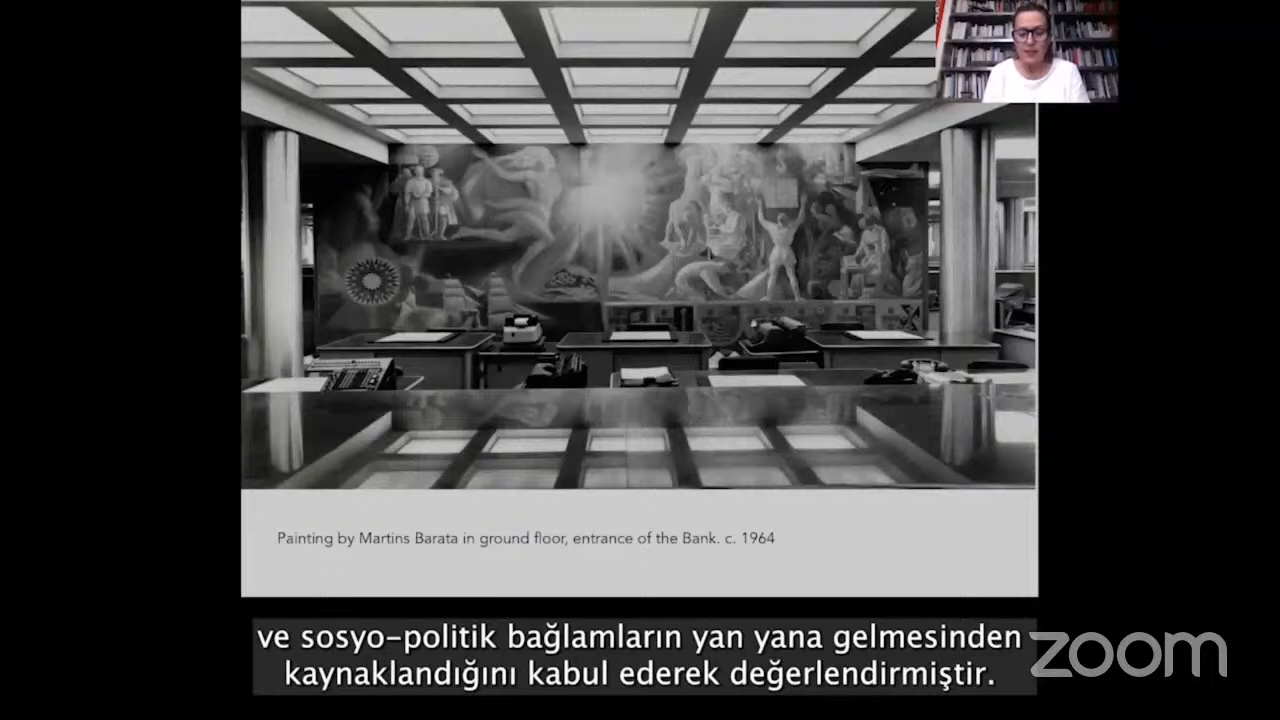 Painting by Martins Barata in ground floor, entrance of the Bank. c. 1964
ve sosyo-politik bağlamların yan yana gelmesinden
kaynaklandığını kabul ederek değerlendirmiştir.
zoom